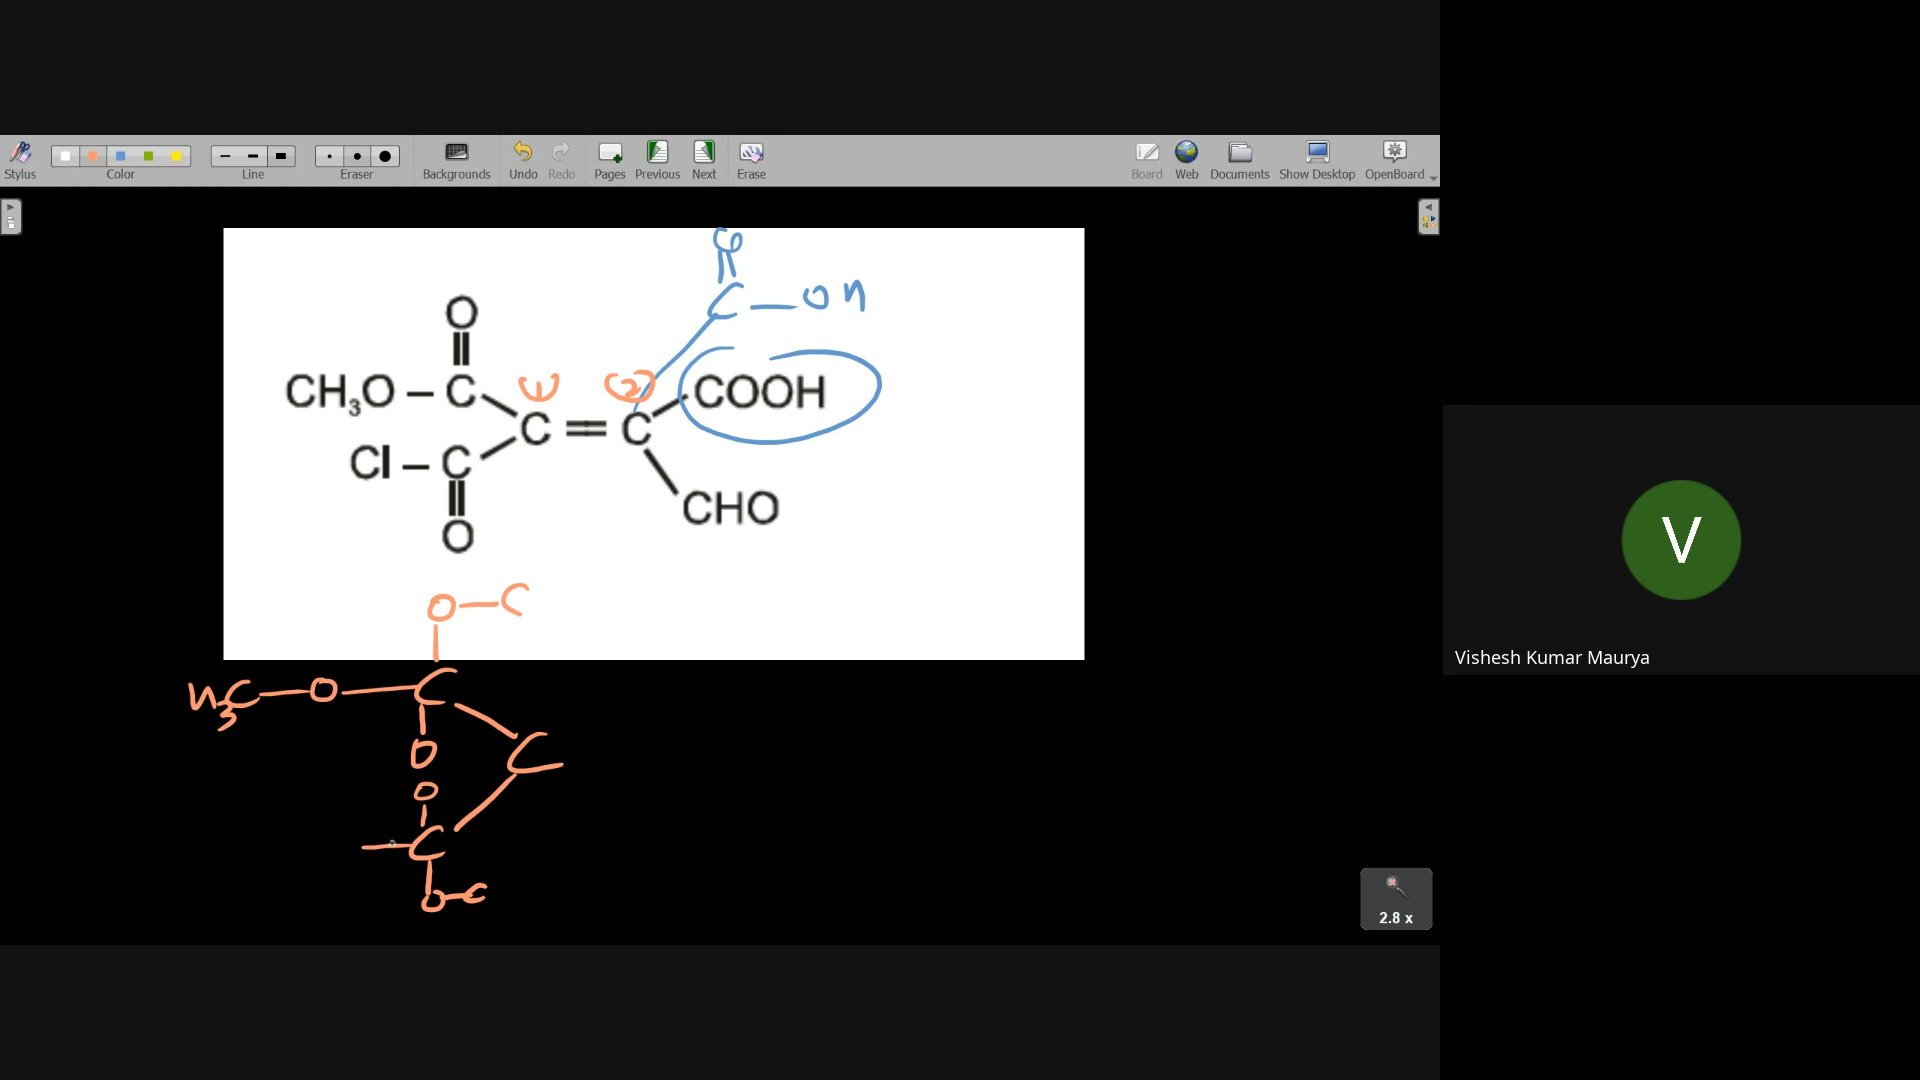 Stylus Color Line Eraser Backgrounds Undo Redo Pages Previous Next Erase Board Web Documents Show Desktop OpenBoard
C
C — O H
O
CH₃O – C (1) (2) COOH
C = C
Cl – C
CHO
O
O — C
H₃C — O — C
O
C
O
— C
O — C
2.8 x
V
Vishesh Kumar Maurya